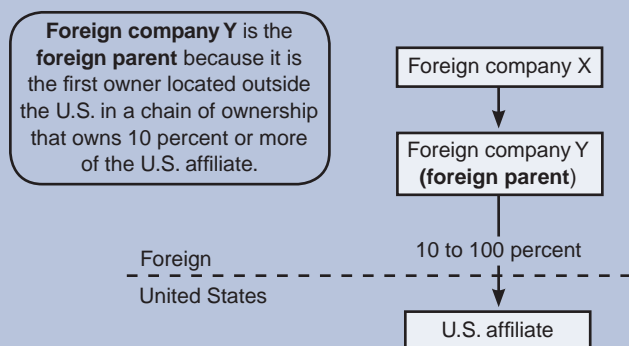 Foreign company Y is the
foreign parent because it is
the first owner located outside
the U.S. in a chain of ownership
that owns 10 percent or more
of the U.S. affiliate.
Foreign company X
Foreign company Y
(foreign parent)
10 to 100 percent
Foreign
United States
U.S. affiliate